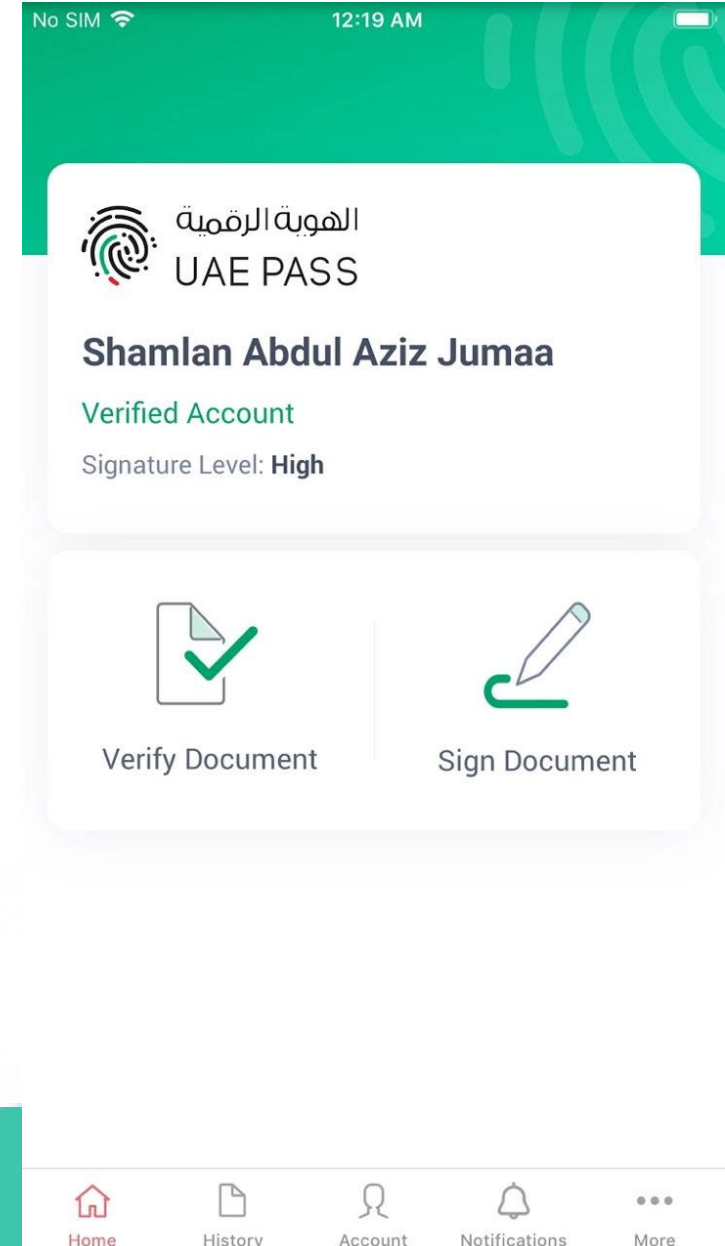 No SIM 12:19 AM
الهوية الرقمية
UAE PASS
Shamlan Abdul Aziz Jumaa
Verified Account
Signature Level: High
Verify Document Sign Document
Home History Account Notifications More